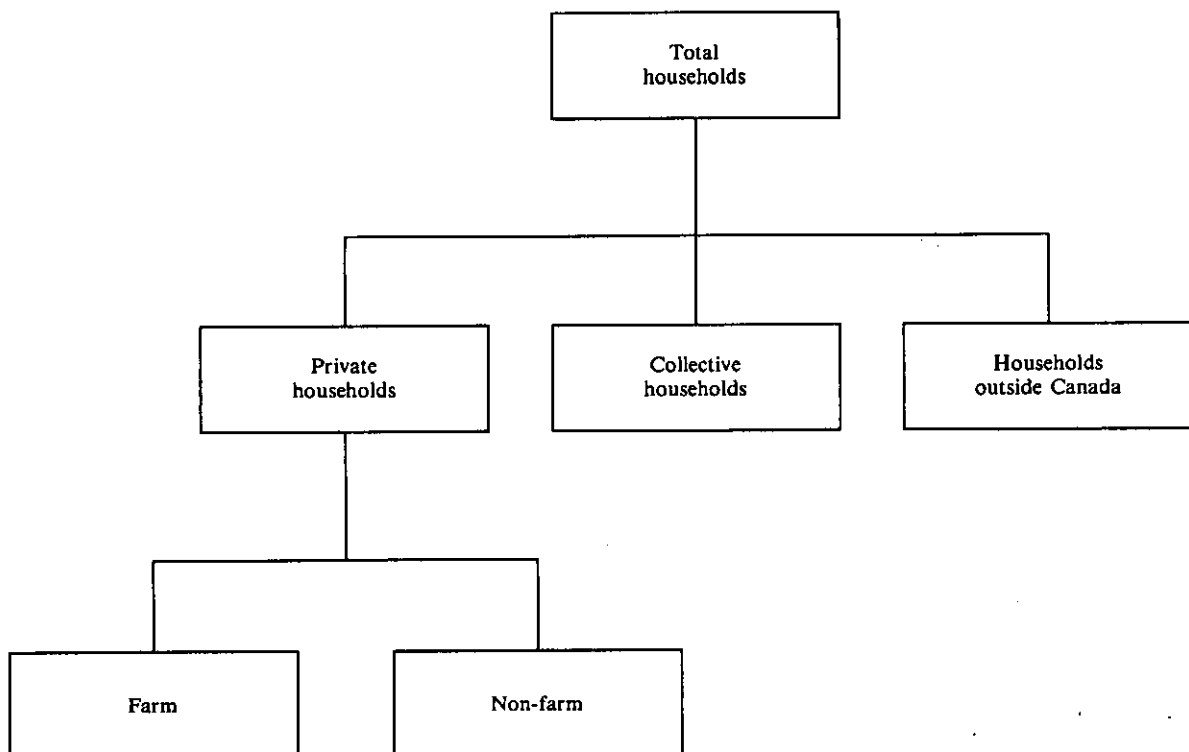 Total
households
Private
households
Collective
households
Households
outside Canada
Farm
Non-farm